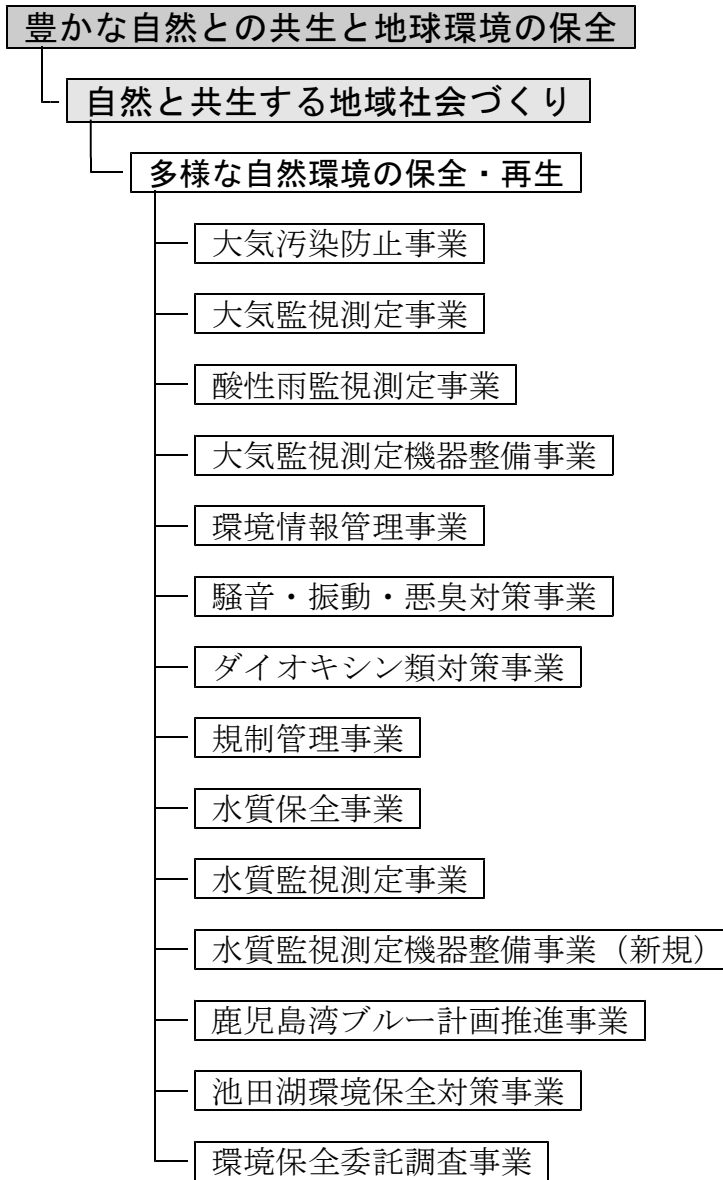 豊かな自然との共生と地球環境の保全
自然と共生する地域社会づくり
多様な自然環境の保全・再生
大気汚染防止事業
大気監視測定事業
酸性雨監視測定事業
大気監視測定機器整備事業
環境情報管理事業
騒音・振動・悪臭対策事業
ダイオキシン類対策事業
規制管理事業
水質保全事業
水質監視測定事業
水質監視測定機器整備事業（新規）
鹿児島湾ブルー計画推進事業
池田湖環境保全対策事業
環境保全委託調査事業